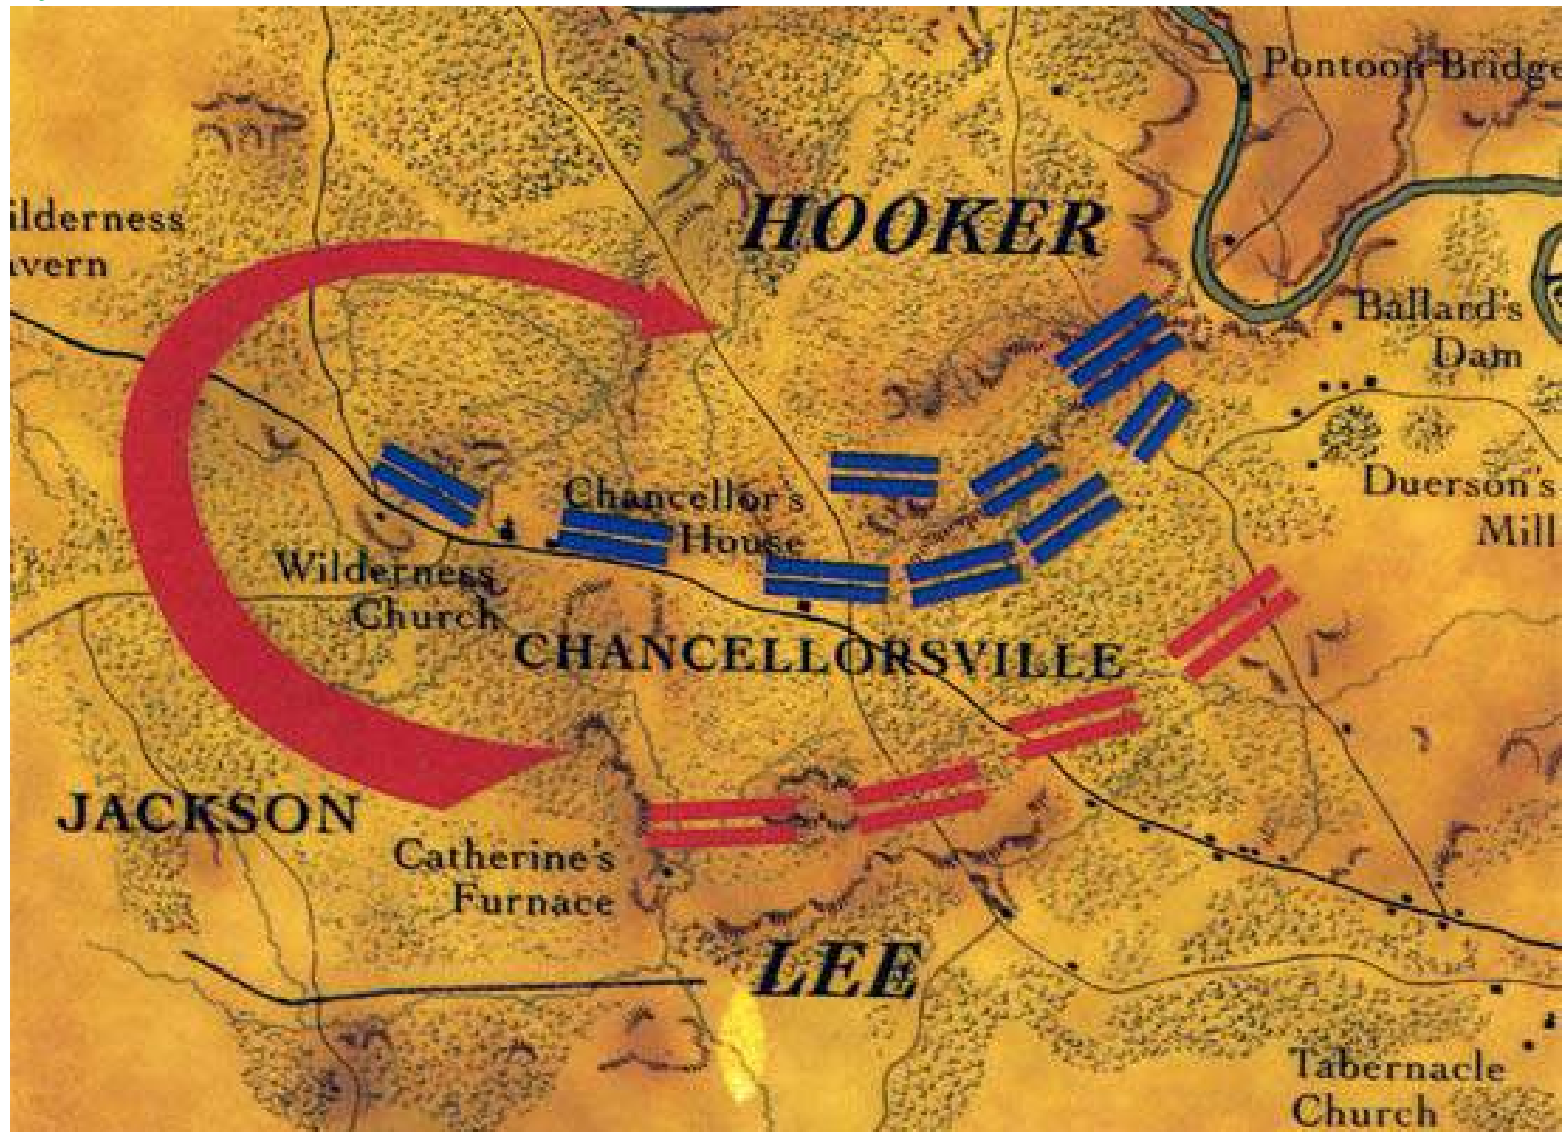 Pontoon Bridge
HOOKER
ilderness
avern
Ballard's
Dam
Chancellor's
House
Duerson's
Mill
Wilderness
Church
CHANCELLORSVILLE
JACKSON
Catherine's
Furnace
LEE
Tabernacle
Church